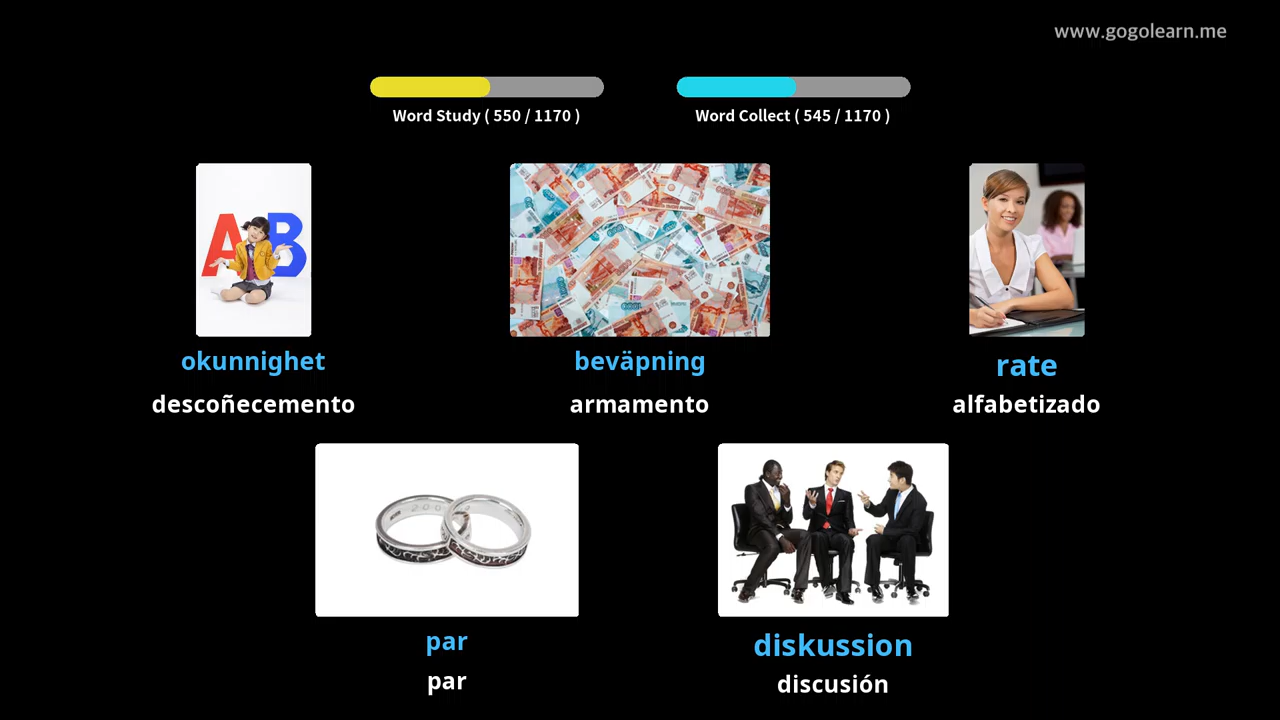 www.gogolearn.me
Word Study ( 550 / 1170 )
Word Collect ( 545 / 1170 )
A B
okunnighet
beväpning
rate
descoñecemento
armamento
alfabetizado
200
par
diskussion
par
discusión